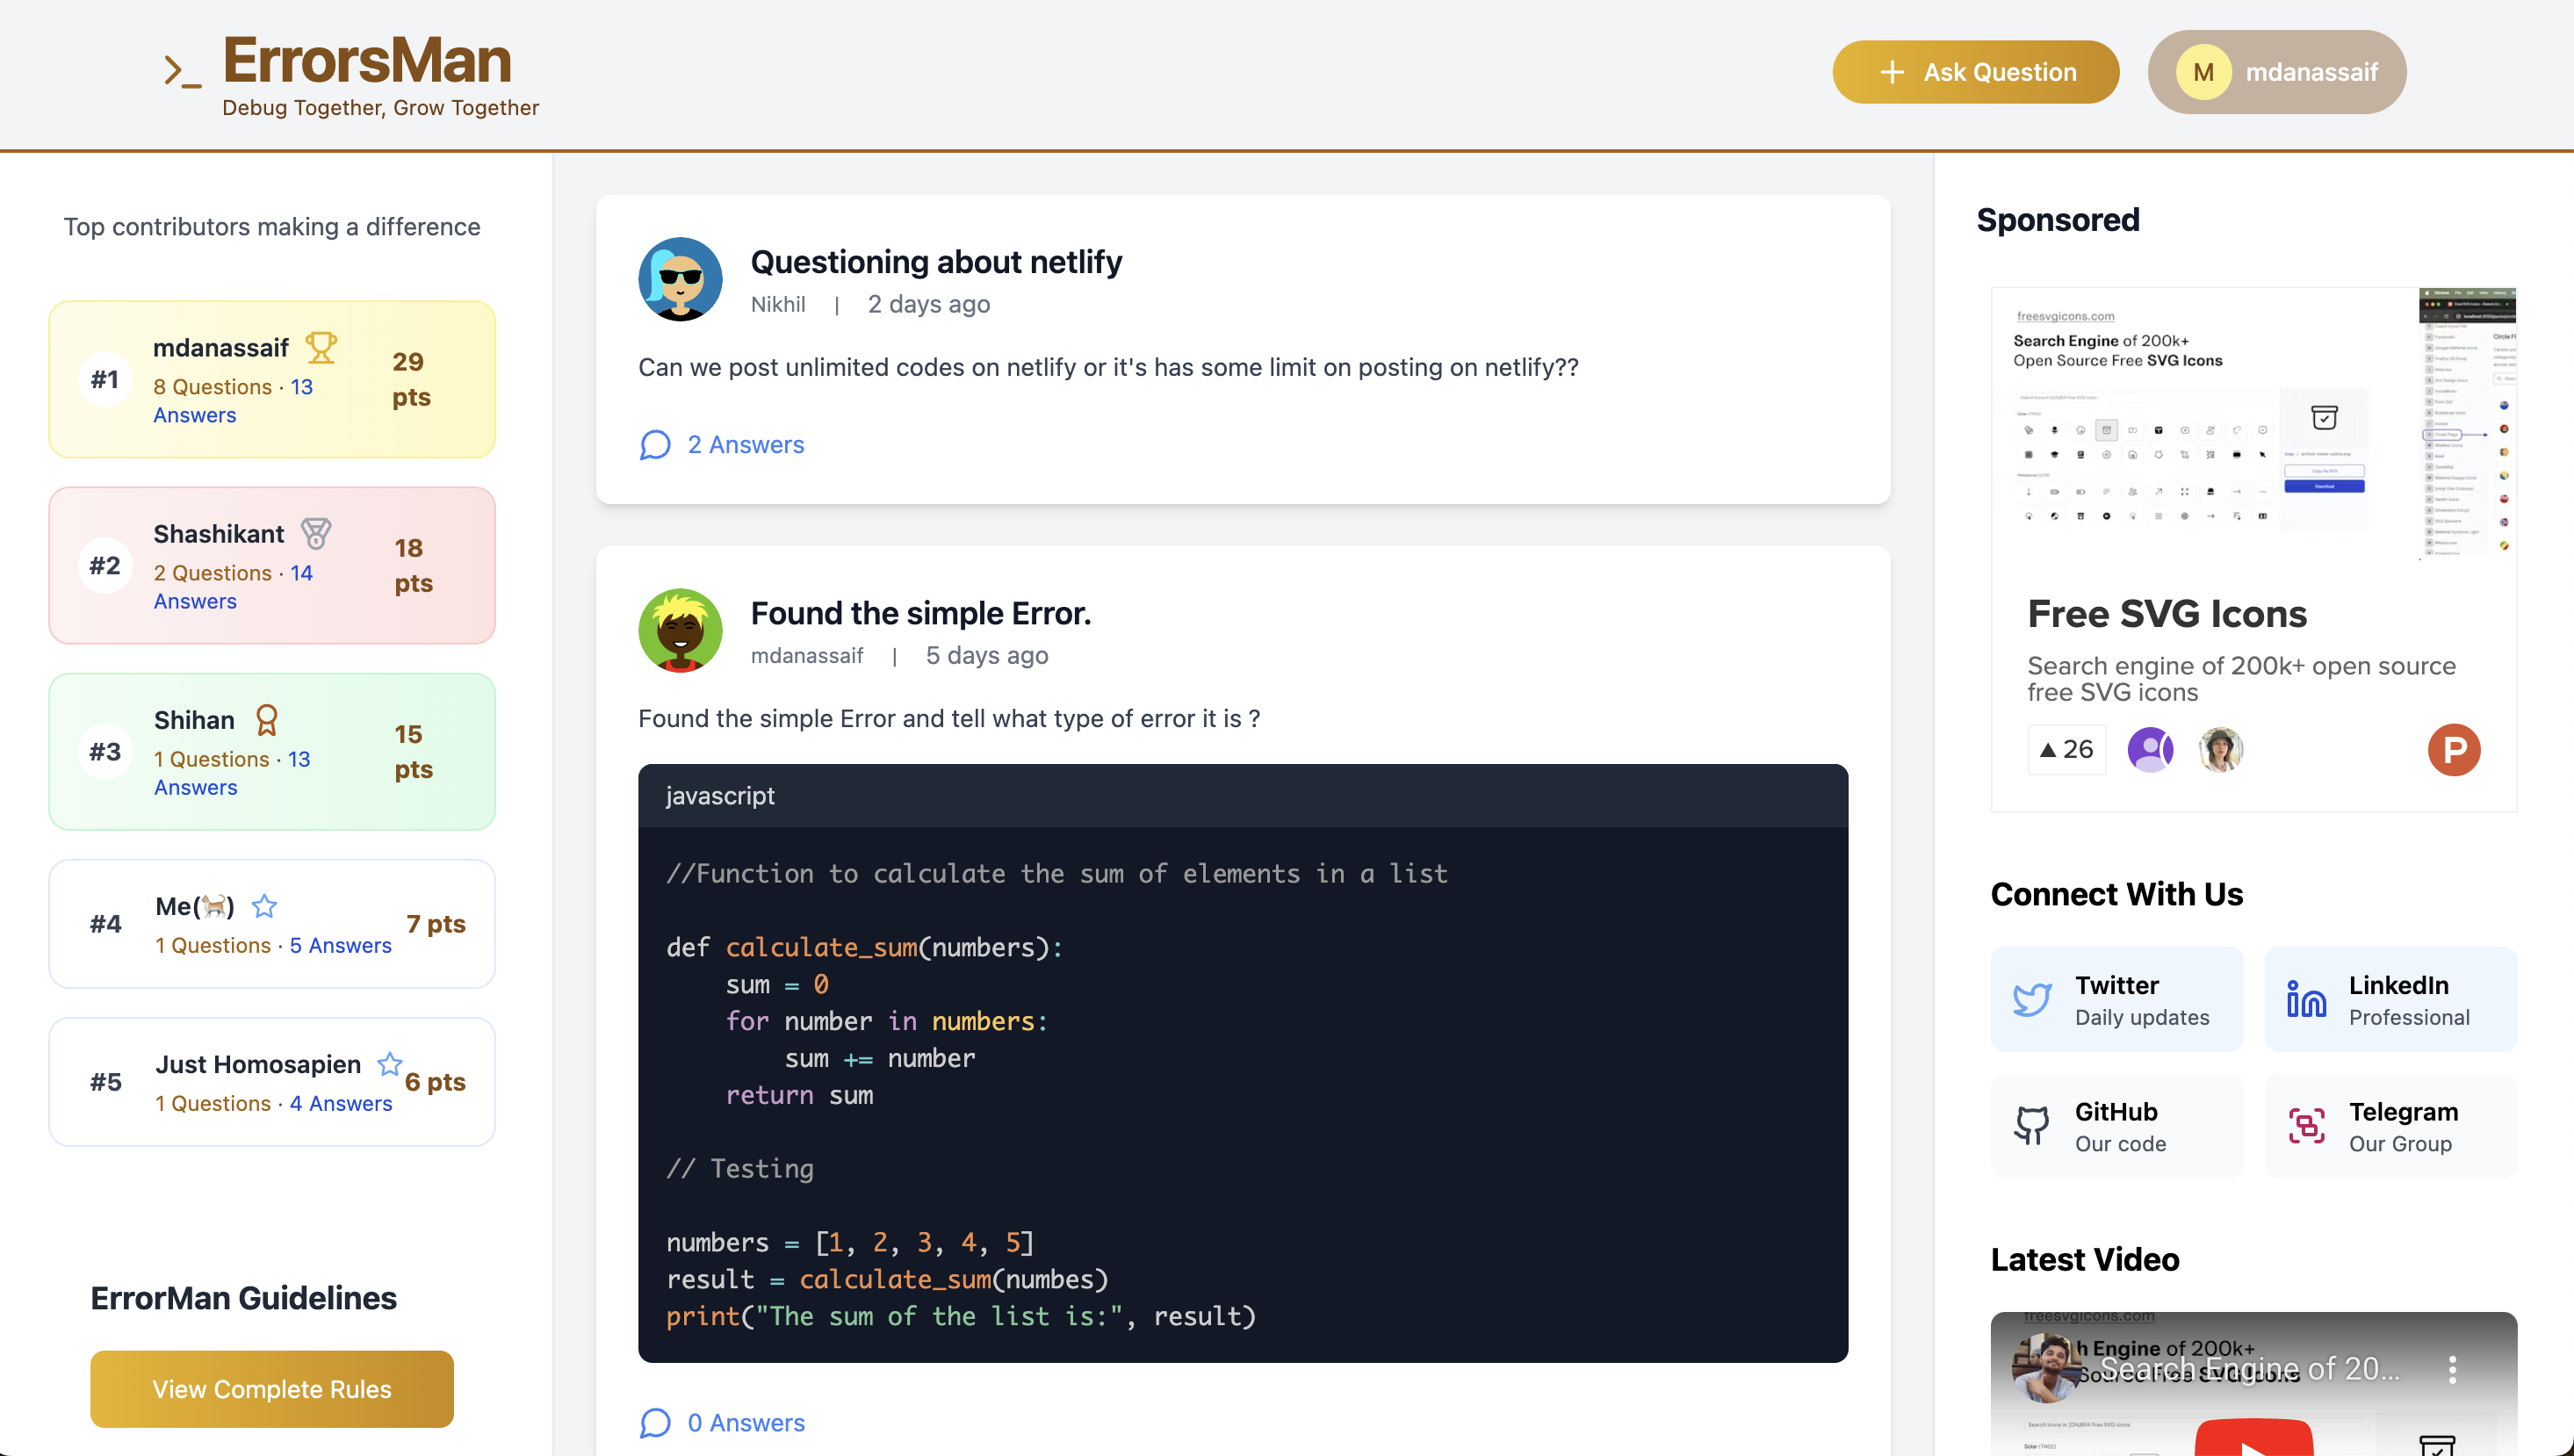 >_ ErrorsMan
Debug Together, Grow Together
+ Ask Question
M mdanassaif
Top contributors making a difference
#1
mdanassaif
8 Questions · 13
Answers
29
pts
#2
Shashikant
2 Questions · 14
Answers
18
pts
#3
Shihan
1 Questions · 13
Answers
15
pts
#4
Me(🐈)
1 Questions · 5 Answers
7 pts
#5
Just Homosapien
1 Questions · 4 Answers
6 pts
ErrorMan Guidelines
View Complete Rules
Questioning about netlify
Nikhil | 2 days ago
Can we post unlimited codes on netlify or it's has some limit on posting on netlify??
2 Answers
Found the simple Error.
mdanassaif | 5 days ago
Found the simple Error and tell what type of error it is ?
javascript
//Function to calculate the sum of elements in a list
def calculate_sum(numbers):
    sum = 0
    for number in numbers:
        sum += number
    return sum
// Testing
numbers = [1, 2, 3, 4, 5]
result = calculate_sum(numbes)
print("The sum of the list is:", result)
0 Answers
Sponsored
freesvgicons.com
Search Engine of 200k+
Open Source Free SVG Icons
Copy As SVG
Download
Free SVG Icons
Search engine of 200k+ open source
free SVG icons
▲ 26
P
Connect With Us
Twitter
Daily updates
LinkedIn
Professional
GitHub
Our code
Telegram
Our Group
Latest Video
freesvgicons.com
h Engine of 200k+
Search Engine of 20...